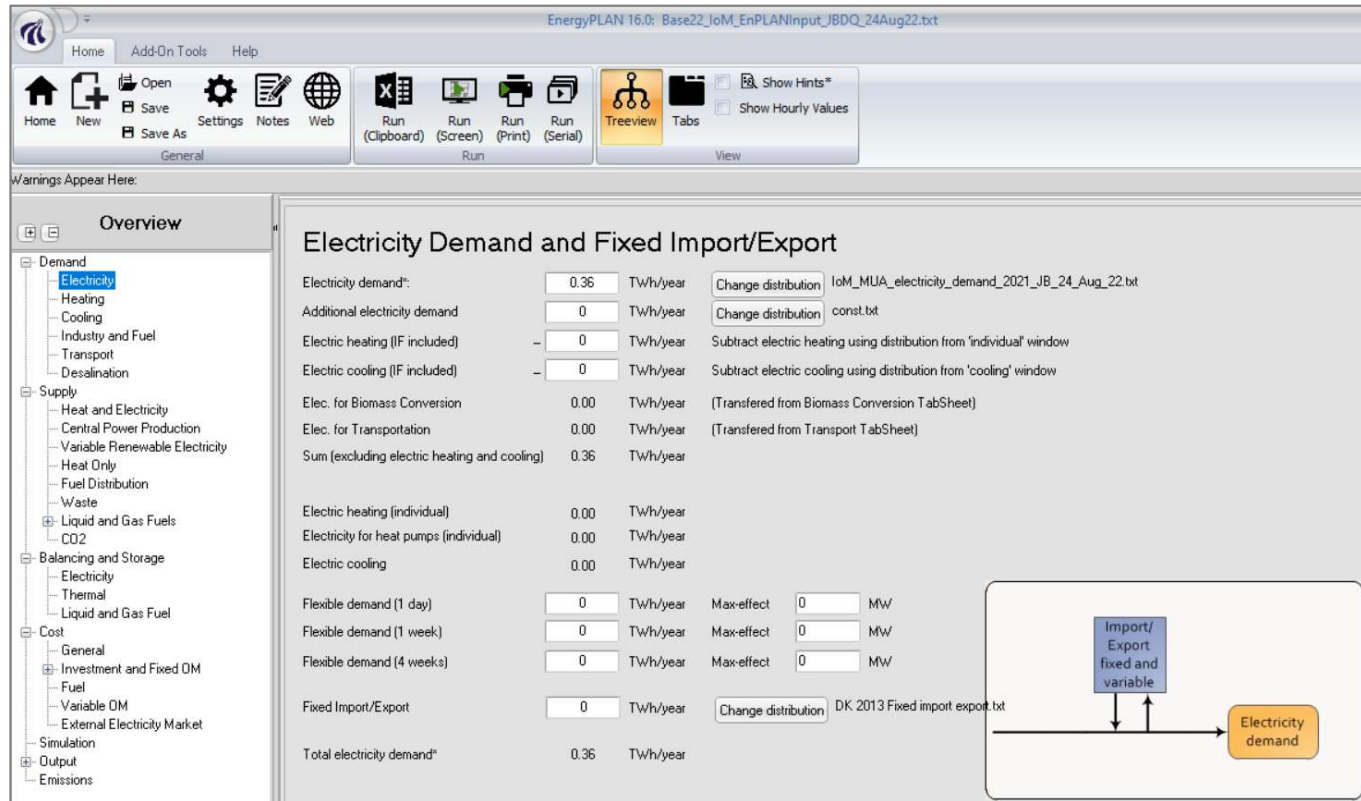 EnergyPLAN 16.0: Base22_IoM_EnPLANInput_JBDQ_24Aug22.txt
Home Add-On Tools Help
Home New Open Save Save As Settings Notes Web
General
Run (Clipboard) Run (Screen) Run (Print) Run (Serial)
Run
Treeview Tabs Show Hints* Show Hourly Values
View
Warnings Appear Here:
Overview
Demand
Electricity
Heating
Cooling
Industry and Fuel
Transport
Desalination
Supply
Heat and Electricity
Central Power Production
Variable Renewable Electricity
Heat Only
Fuel Distribution
Waste
Liquid and Gas Fuels
CO2
Balancing and Storage
Electricity
Thermal
Liquid and Gas Fuel
Cost
General
Investment and Fixed OM
Fuel
Variable OM
External Electricity Market
Simulation
Output
Emissions
Electricity Demand and Fixed Import/Export
Electricity demand*: 0.36 TWh/year Change distribution IoM_MUA_electricity_demand_2021_JB_24_Aug_22.txt
Additional electricity demand 0 TWh/year Change distribution const.txt
Electric heating (IF included) – 0 TWh/year Subtract electric heating using distribution from 'individual' window
Electric cooling (IF included) – 0 TWh/year Subtract electric cooling using distribution from 'cooling' window
Elec. for Biomass Conversion 0.00 TWh/year (Transfered from Biomass Conversion TabSheet)
Elec. for Transportation 0.00 TWh/year (Transfered from Transport TabSheet)
Sum (excluding electric heating and cooling) 0.36 TWh/year
Electric heating (individual) 0.00 TWh/year
Electricity for heat pumps (individual) 0.00 TWh/year
Electric cooling 0.00 TWh/year
Flexible demand (1 day) 0 TWh/year Max-effect 0 MW
Flexible demand (1 week) 0 TWh/year Max-effect 0 MW
Flexible demand (4 weeks) 0 TWh/year Max-effect 0 MW
Fixed Import/Export 0 TWh/year Change distribution DK 2013 Fixed import export.txt
Total electricity demand* 0.36 TWh/year
Import/
Export
fixed and
variable
Electricity
demand